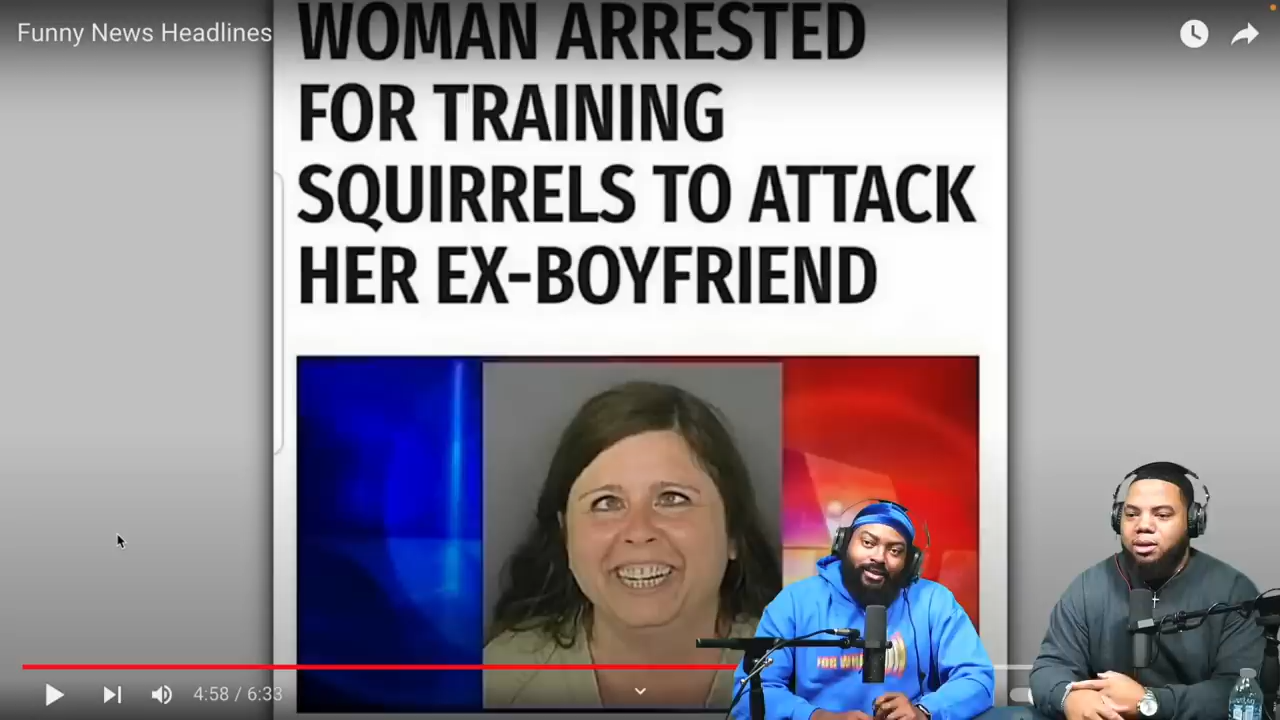 Funny News Headlines
WOMAN ARRESTED
FOR TRAINING
SQUIRRELS TO ATTACK
HER EX-BOYFRIEND
4:58 / 6:33